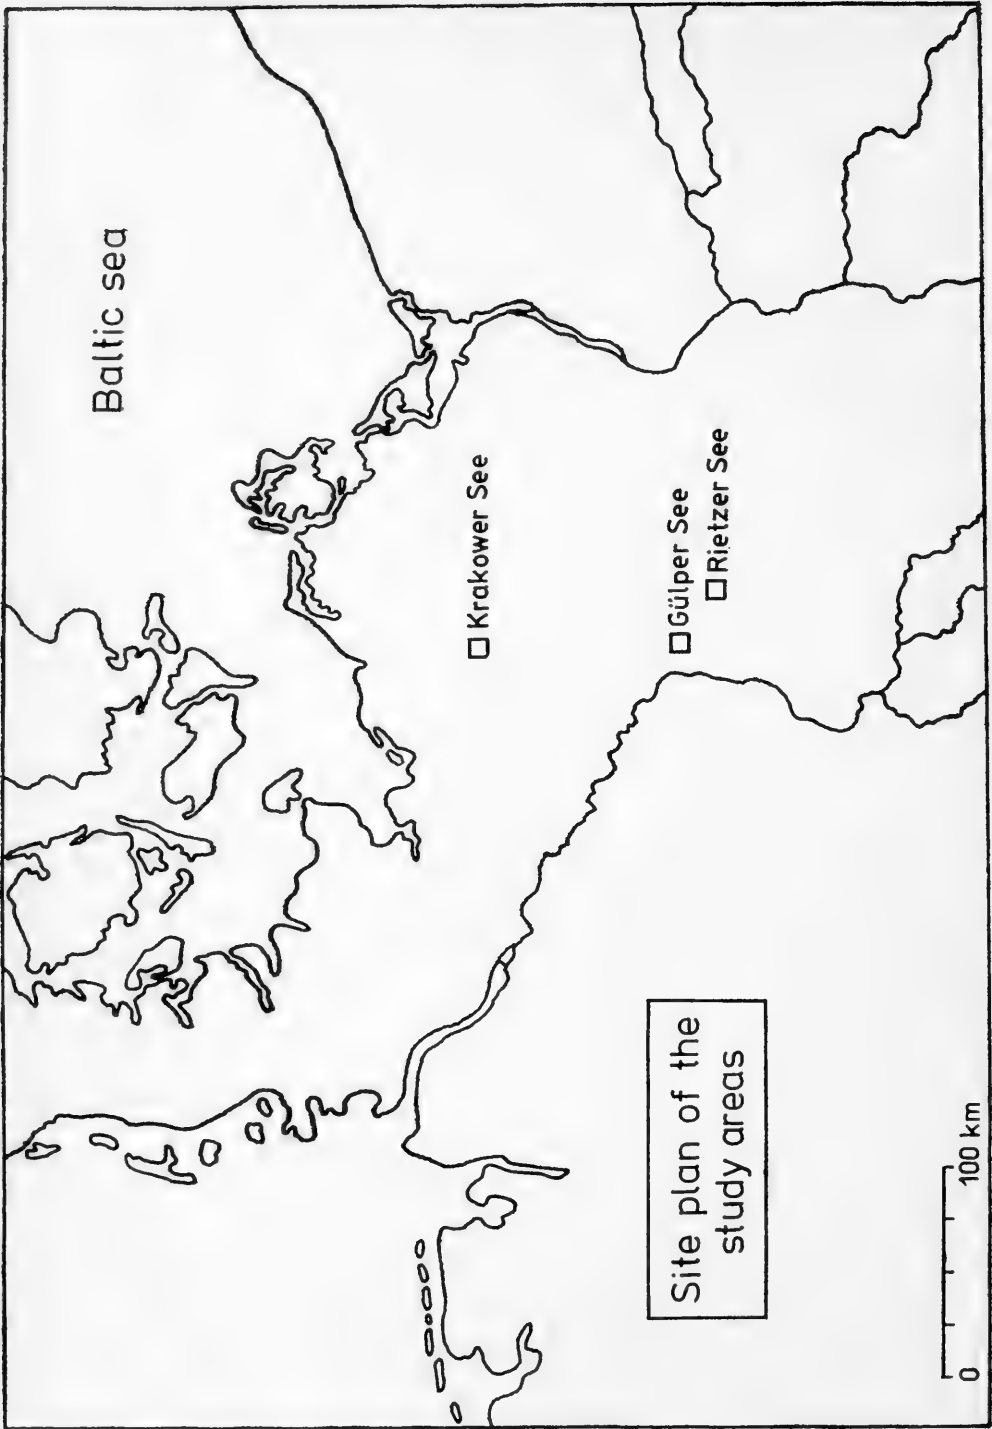 Baltic sea
Krakower See
Gülper See
Rietzer See
Site plan of the
study areas
0 100 km